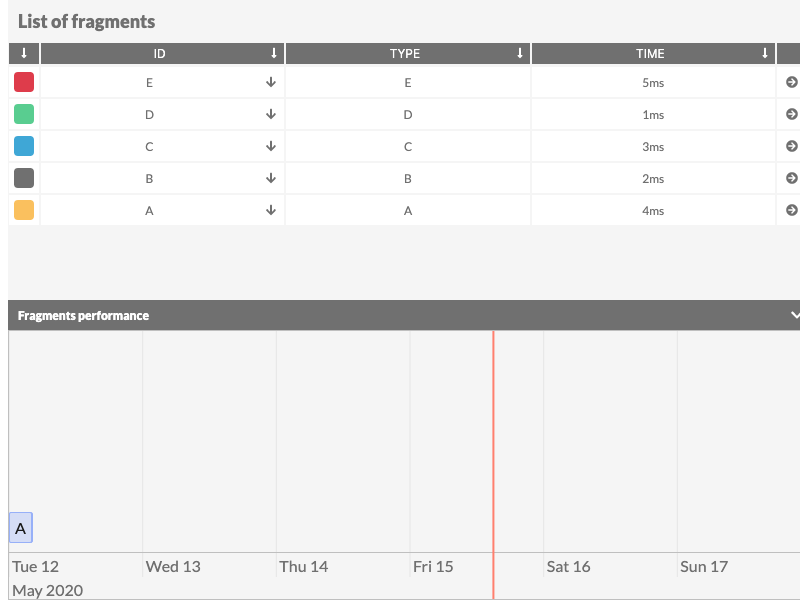 List of fragments
ID TYPE TIME
E E 5ms
D D 1ms
C C 3ms
B B 2ms
A A 4ms
Fragments performance
A
Tue 12 Wed 13 Thu 14 Fri 15 Sat 16 Sun 17
May 2020